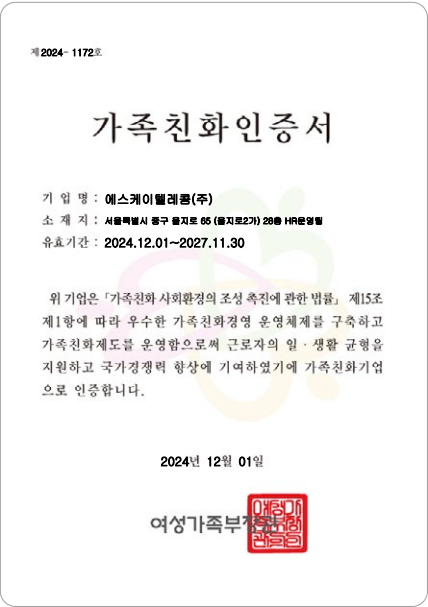 제2024- 1172호
가족친화인증서
기 업 명 : 에스케이텔레콤(주)
소 재 지 : 서울특별시 중구 을지로 65 (을지로2가) 28층 HR운영팀
유효기간 : 2024.12.01~2027.11.30
위 기업은「가족친화 사회환경의 조성 촉진에 관한 법률」 제15조
제1항에 따라 우수한 가족친화경영 운영체제를 구축하고
가족친화제도를 운영함으로써 근로자의 일 · 생활 균형을
지원하고 국가경쟁력 향상에 기여하였기에 가족친화기업
으로 인증합니다.
2024년 12월 01일
여성가족부장관